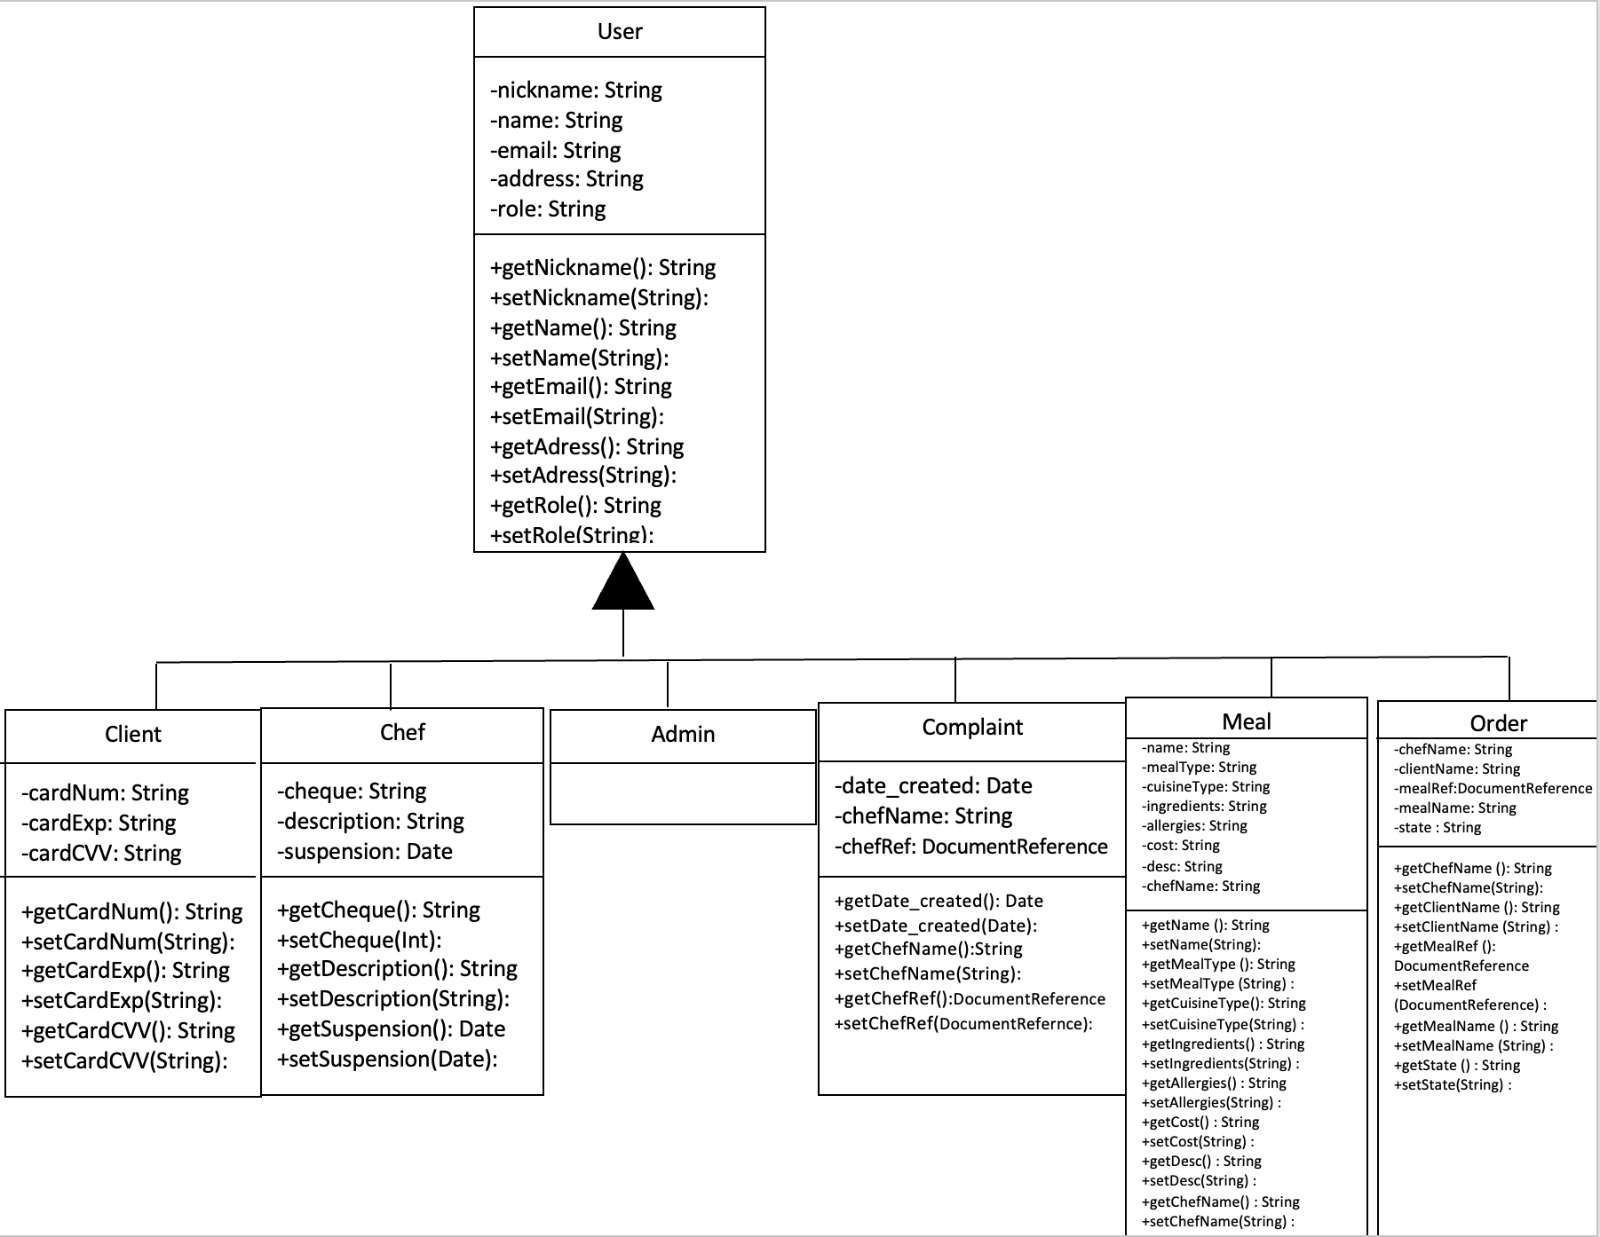 User
-nickname: String
-name: String
-email: String
-address: String
-role: String
+getNickname(): String
+setNickname(String):
+getName(): String
+setName(String):
+getEmail(): String
+setEmail(String):
+getAdress(): String
+setAdress(String):
+getRole(): String
+setRole(String):
Client
-cardNum: String
-cardExp: String
-cardCVV: String
+getCardNum(): String
+setCardNum(String):
+getCardExp(): String
+setCardExp(String):
+getCardCVV(): String
+setCardCVV(String):
Chef
-cheque: String
-description: String
-suspension: Date
+getCheque(): String
+setCheque(Int):
+getDescription(): String
+setDescription(String):
+getSuspension(): Date
+setSuspension(Date):
Admin
Complaint
-date_created: Date
-chefName: String
-chefRef: DocumentReference
+getDate_created(): Date
+setDate_created(Date):
+getChefName():String
+setChefName(String):
+getChefRef():DocumentReference
+setChefRef(DocumentRefernce):
Meal
-name: String
-mealType: String
-cuisineType: String
-ingredients: String
-allergies: String
-cost: String
-desc: String
-chefName: String
+getName (): String
+setName(String):
+getMealType (): String
+setMealType (String) :
+getCuisineType(): String
+setCuisineType(String) :
+getIngredients() : String
+setIngredients(String) :
+getAllergies() : String
+setAllergies(String) :
+getCost() : String
+setCost(String) :
+getDesc() : String
+setDesc(String) :
+getChefName() : String
+setChefName(String) :
Order
-chefName: String
-clientName: String
-mealRef:DocumentReference
-mealName: String
-state : String
+getChefName (): String
+setChefName(String):
+getClientName (): String
+setClientName (String) :
+getMealRef ():
DocumentReference
+setMealRef
(DocumentReference) :
+getMealName () : String
+setMealName (String) :
+getState () : String
+setState(String) :